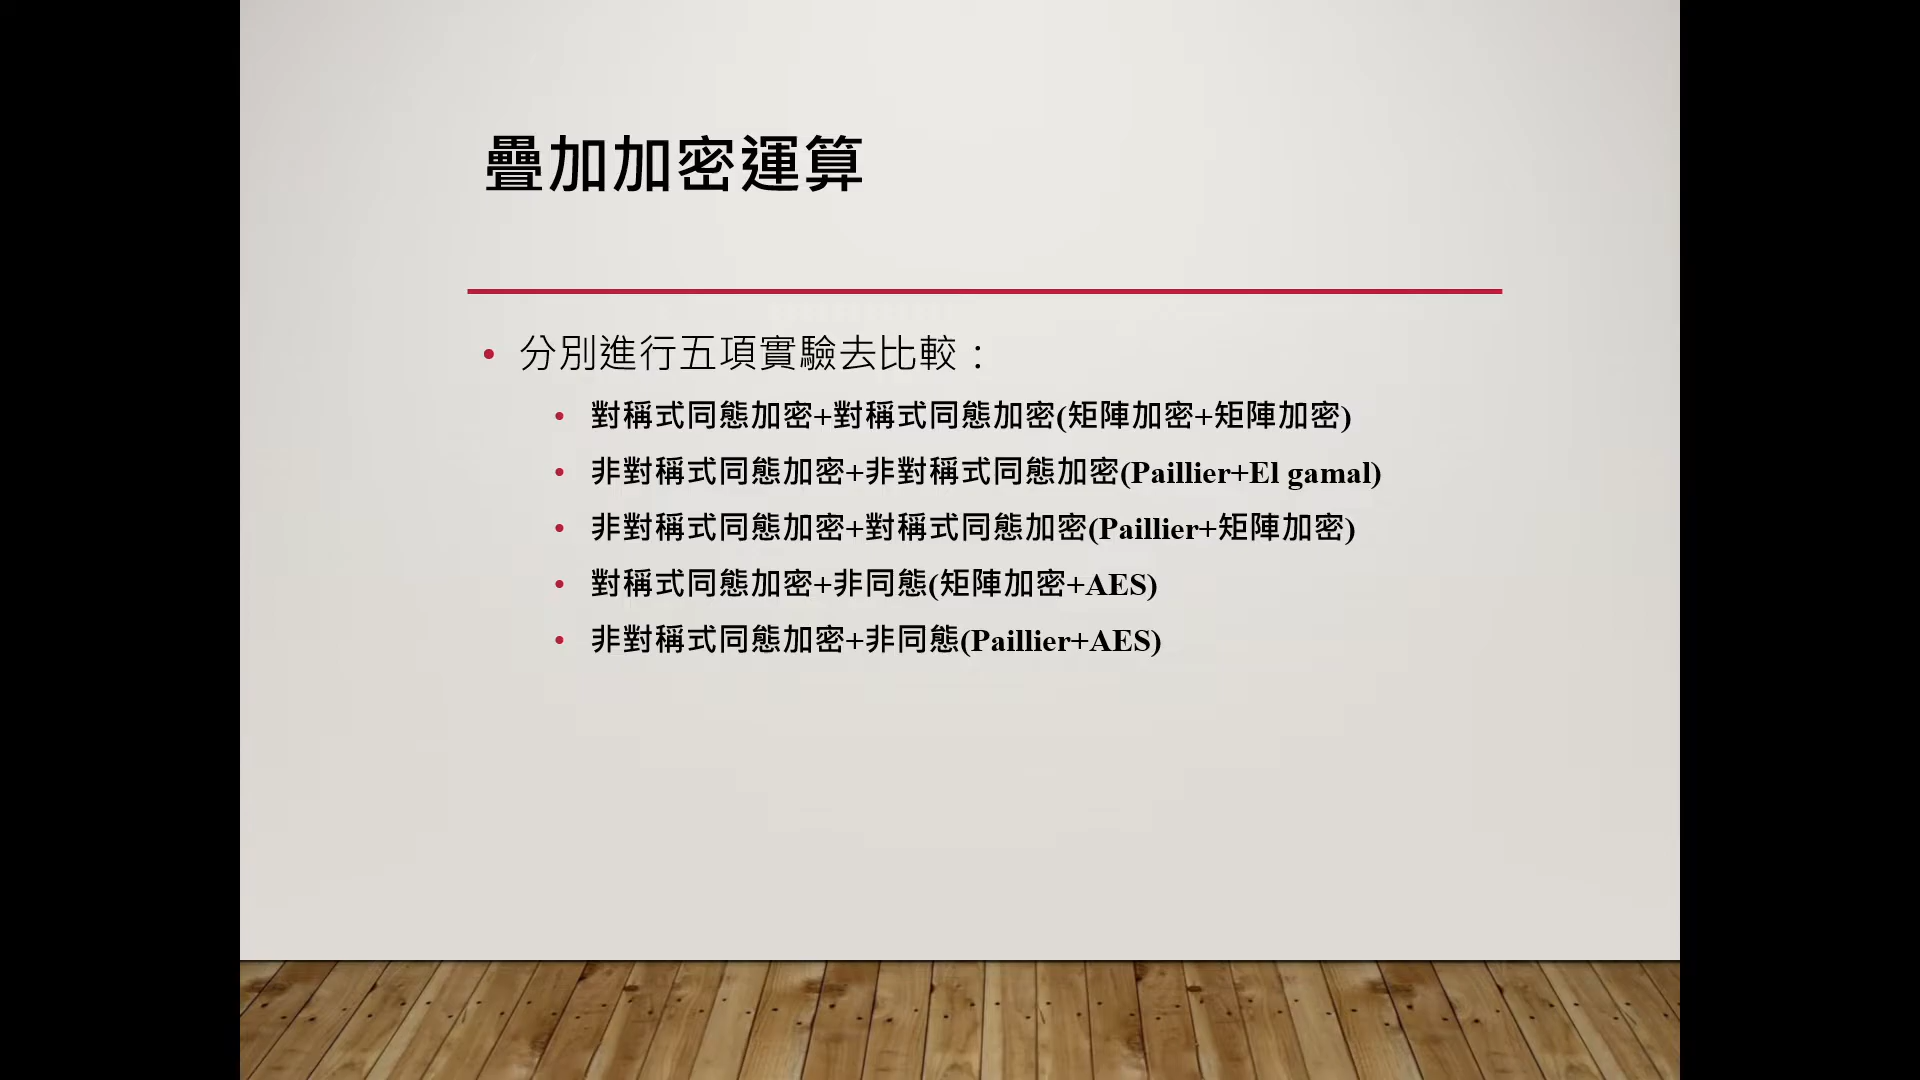 疊加加密運算
• 分別進行五項實驗去比較：
• 對稱式同態加密+對稱式同態加密(矩陣加密+矩陣加密)
• 非對稱式同態加密+非對稱式同態加密(Paillier+El gamal)
• 非對稱式同態加密+對稱式同態加密(Paillier+矩陣加密)
• 對稱式同態加密+非同態(矩陣加密+AES)
• 非對稱式同態加密+非同態(Paillier+AES)